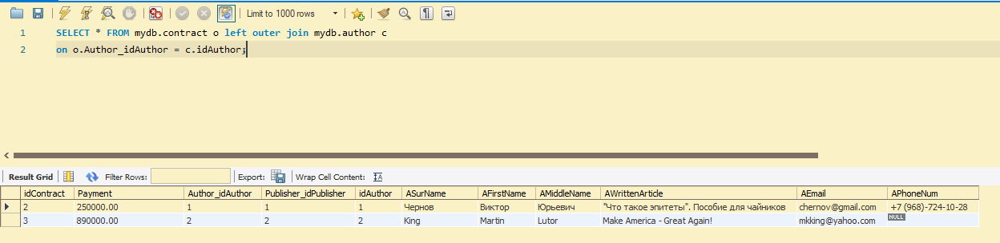 Limit to 1000 rows
1 SELECT * FROM mydb.contract o left outer join mydb.author c
2 on o.Author_idAuthor = c.idAuthor;
Result Grid Filter Rows: Export: Wrap Cell Content: IA
idContract Payment Author_idAuthor Publisher_idPublisher idAuthor ASurName AFirstName AMiddleName AWrittenArticle AEmail APhoneNum
2 250000.00 1 1 1 Чернов Виктор Юрьевич "Что такое эпитеты". Пособие для чайников chernov@gmail.com +7 (968)-724-10-28
3 890000.00 2 2 2 King Martin Lutor Make America - Great Again! mkking@yahoo.com NULL